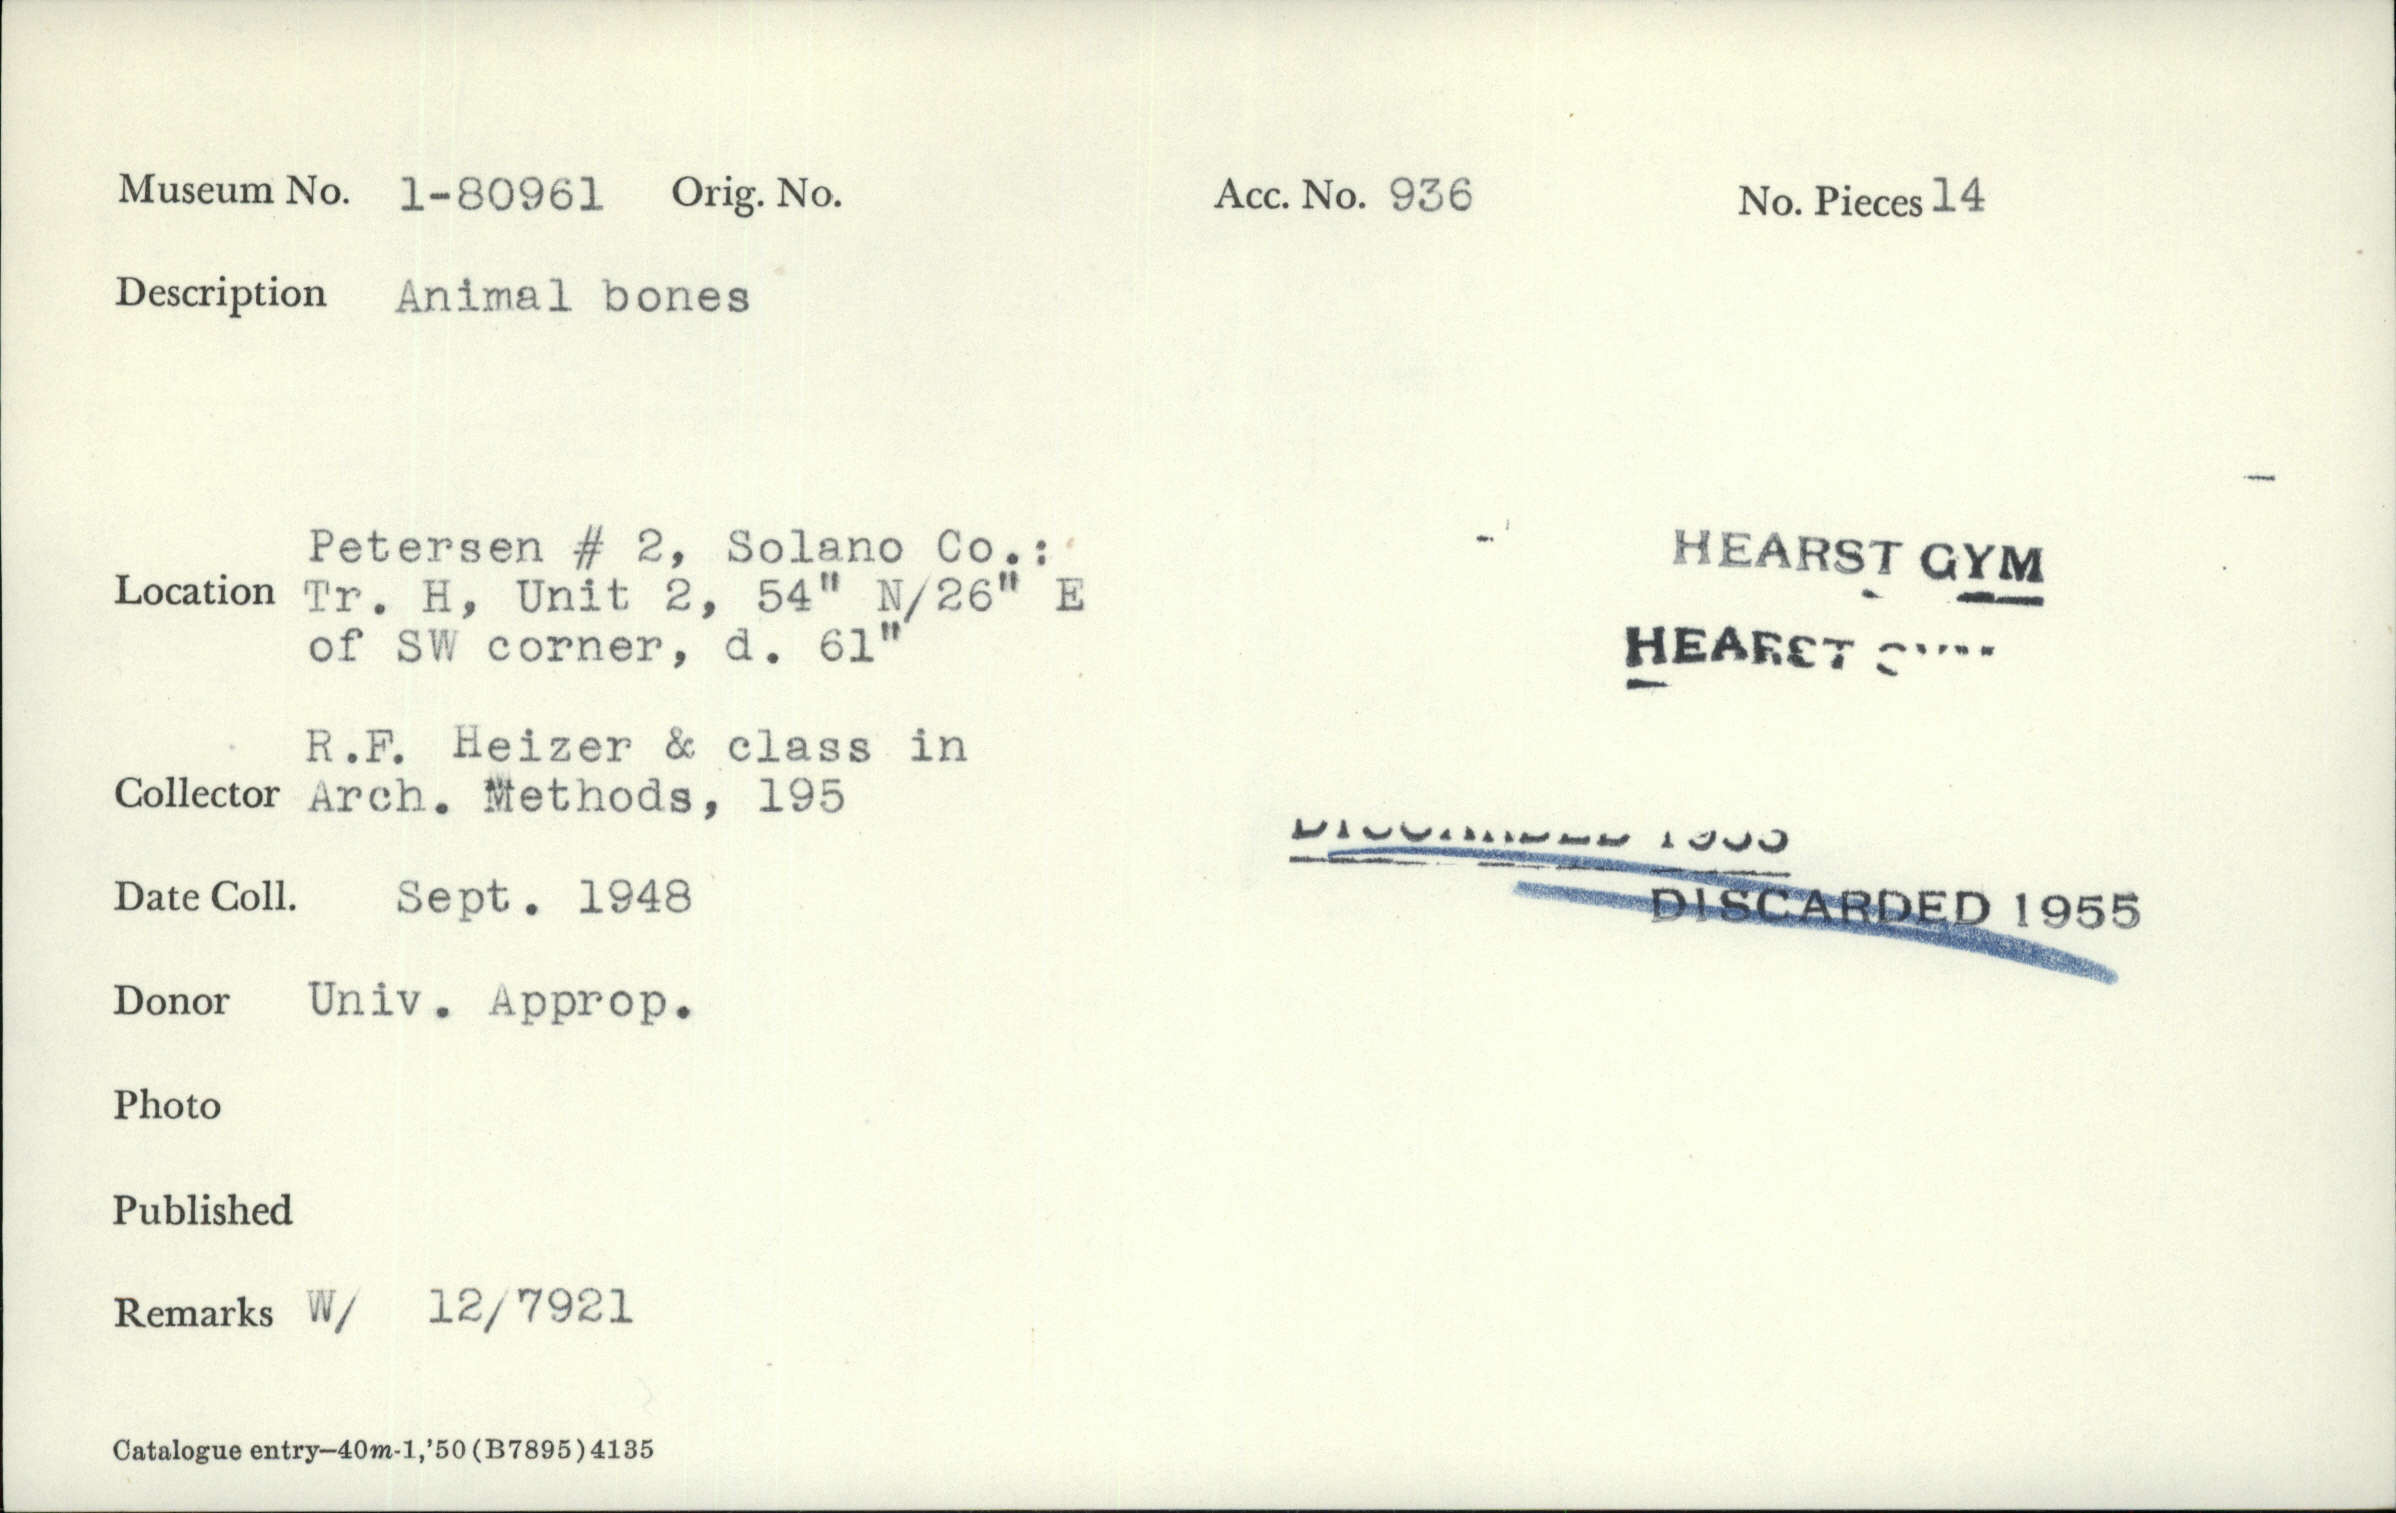 Museum No. 1-80961 Orig. No. Acc. No. 936 No. Pieces 14
Description Animal bones
Petersen # 2, Solano Co.:
Location Tr. H, Unit 2, 54" N/26" E
of SW corner, d. 61"
HEARST GYM
HEARST
R.F. Heizer & class in
Collector Arch. Methods, 195
Date Coll. Sept. 1948
DISCARDED 1955
Donor Univ. Approp.
Photo
Published
Remarks W/ 12/7921
Catalogue entry—40m-1,'50 (B7895) 4135